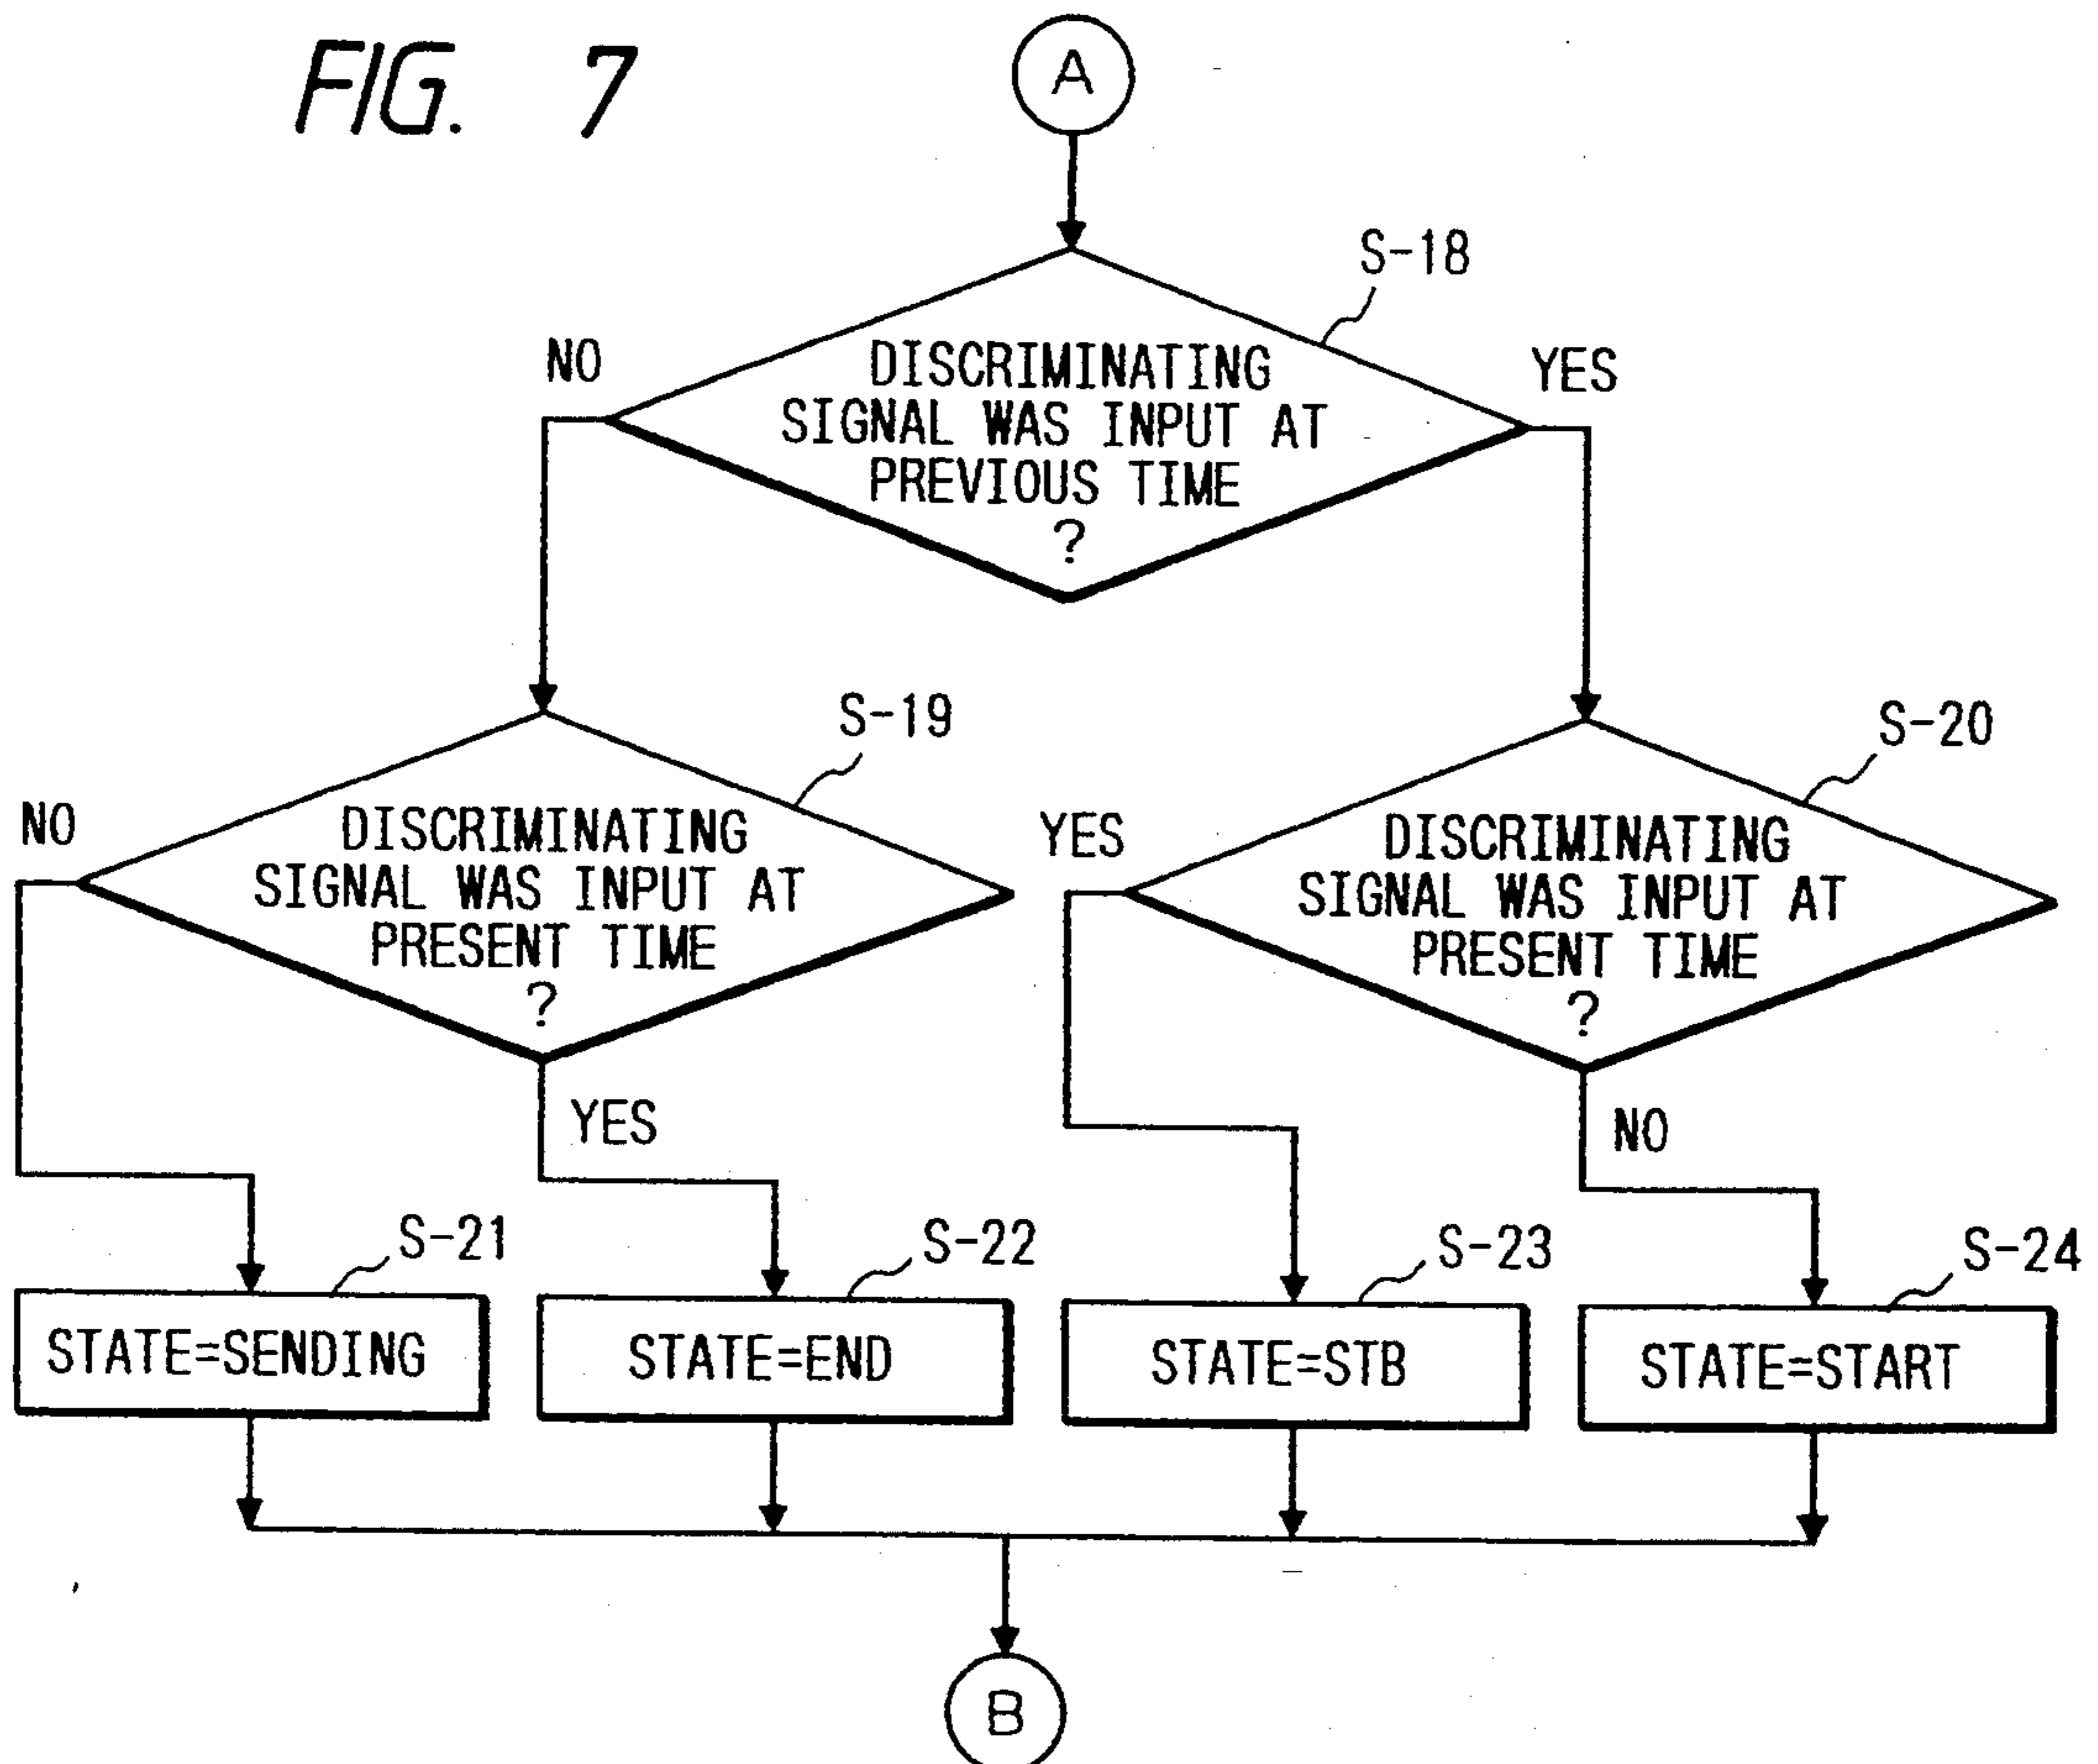 FIG. 7
A
S-18
NO
YES
DISCRIMINATING
SIGNAL WAS INPUT AT
PREVIOUS TIME
?
S-19
S-20
NO
DISCRIMINATING
SIGNAL WAS INPUT AT
PRESENT TIME
?
YES
YES
DISCRIMINATING
SIGNAL WAS INPUT AT
PRESENT TIME
?
NO
S-21
S-22
S-23
S-24
STATE=SENDING
STATE=END
STATE=STB
STATE=START
B